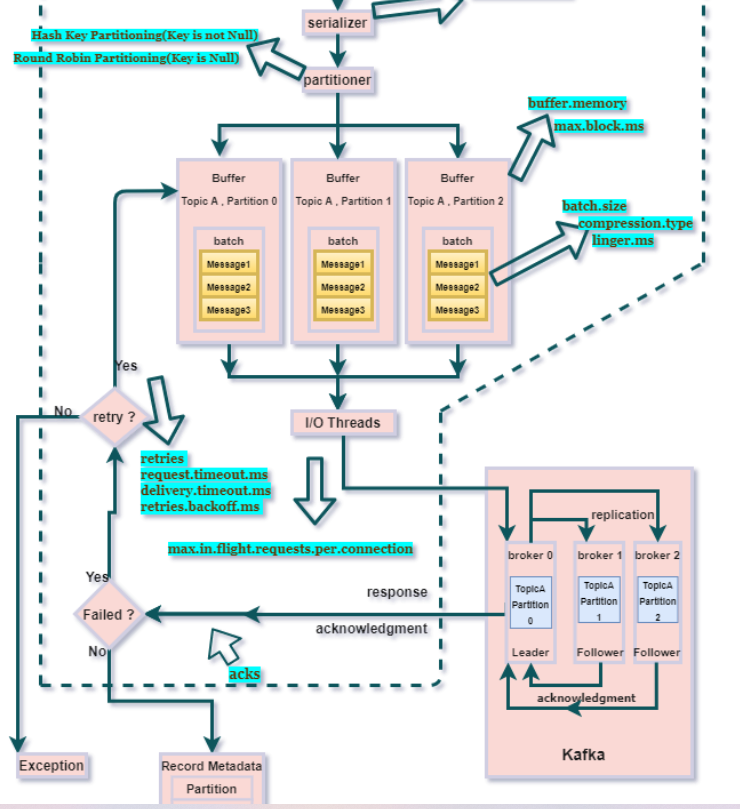 serializer
Hash Key Partitioning(Key is not Null)
Round Robin Partitioning(Key is Null)
partitioner
buffer.memory
max.block.ms
Buffer
Topic A , Partition 0
Buffer
Topic A , Partition 1
Buffer
Topic A , Partition 2
batch.size
compression.type
linger.ms
batch
Message1
Message2
Message3
batch
Message1
Message2
Message3
batch
Message1
Message2
Message3
Yes
No
retry ?
I/O Threads
retries
request.timeout.ms
delivery.timeout.ms
retries.backoff.ms
max.in.flight.requests.per.connection
replication
broker 0
broker 1
broker 2
TopicA
Partition
0
TopicA
Partition
1
TopicA
Partition
2
Leader
Follower
Follower
acknowledgment
Kafka
Yes
Failed ?
No
response
acknowledgment
acks
Exception
Record Metadata
Partition